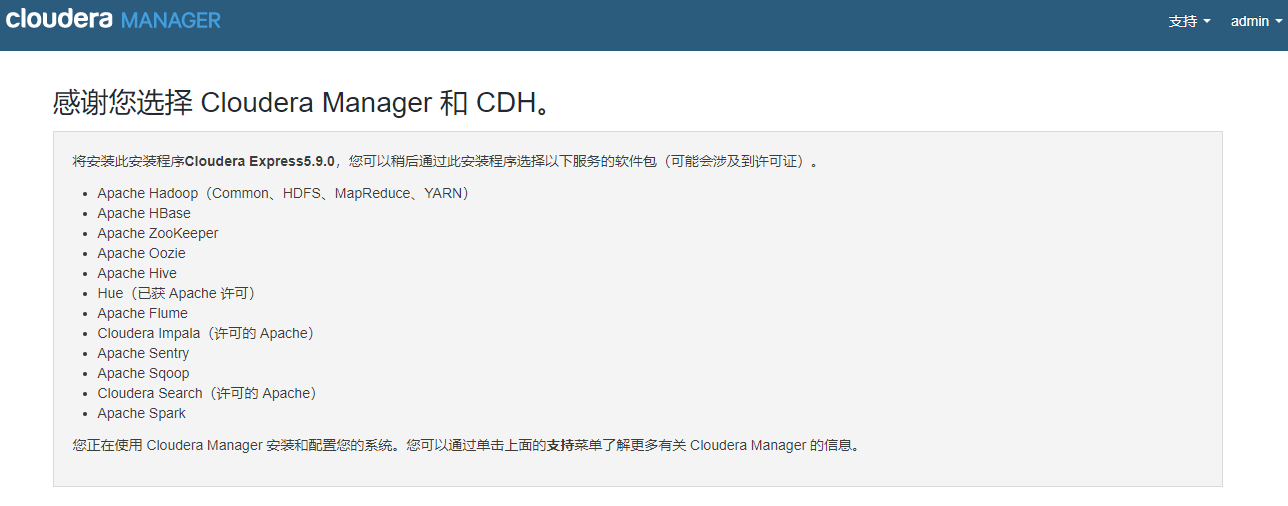 cloudera MANAGER
支持
admin
感谢您选择 Cloudera Manager 和 CDH。
将安装此安装程序Cloudera Express5.9.0，您可以稍后通过此安装程序选择以下服务的软件包（可能会涉及到许可证）。
Apache Hadoop（Common、HDFS、MapReduce、YARN）
Apache HBase
Apache ZooKeeper
Apache Oozie
Apache Hive
Hue（已获 Apache 许可）
Apache Flume
Cloudera Impala（许可的 Apache）
Apache Sentry
Apache Sqoop
Cloudera Search（许可的 Apache）
Apache Spark
您正在使用 Cloudera Manager 安装和配置您的系统。您可以通过单击上面的支持菜单了解更多有关 Cloudera Manager 的信息。